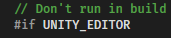 // Don't run in build
#if UNITY_EDITOR